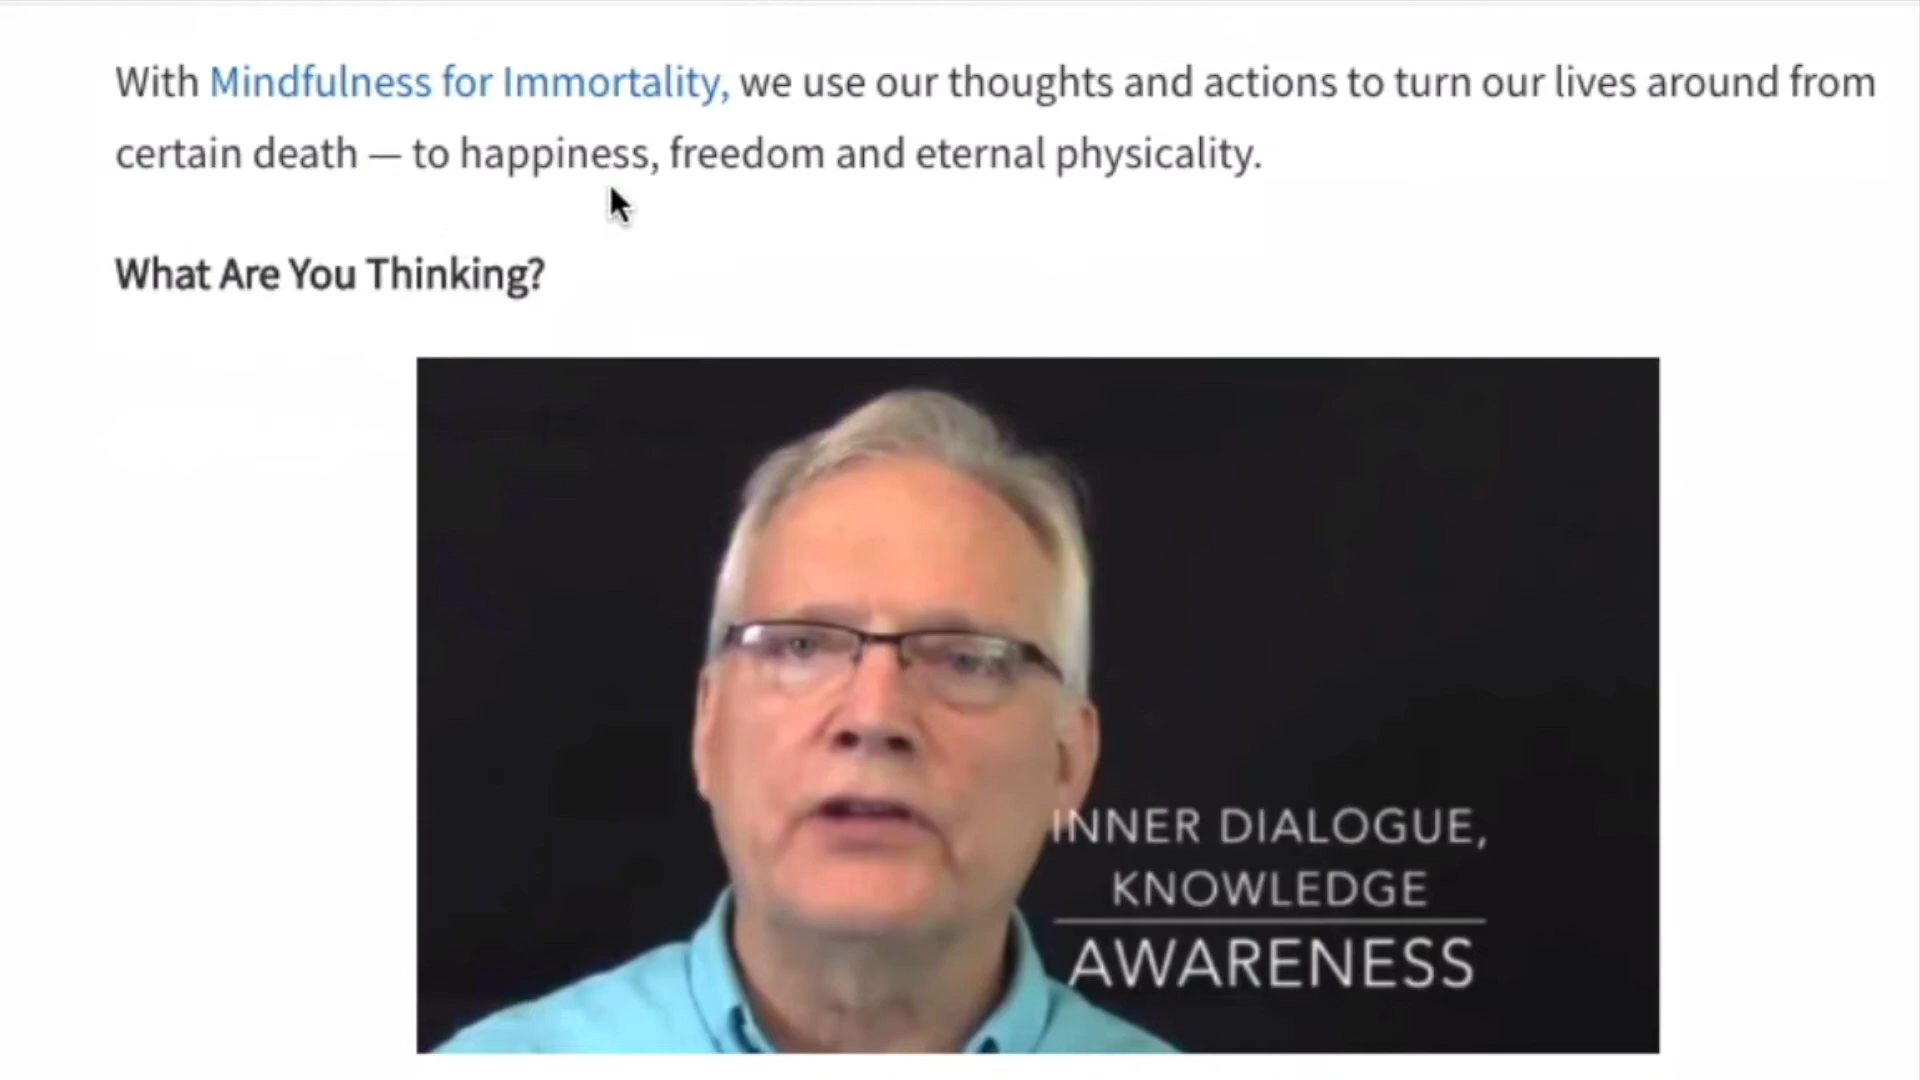 With Mindfulness for Immortality, we use our thoughts and actions to turn our lives around from
certain death — to happiness, freedom and eternal physicality.
What Are You Thinking?
INNER DIALOGUE,
KNOWLEDGE
AWARENESS